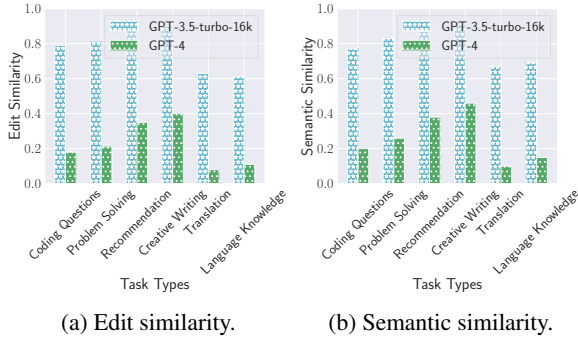 1.0
0.8
0.6
0.4
0.2
0.0
Edit Similarity
GPT-3.5-turbo-16k
GPT-4
Coding Questions
Problem Solving
Recommendation
Creative Writing
Translation
Language Knowledge
Task Types
(a) Edit similarity.
1.0
0.8
0.6
0.4
0.2
0.0
Semantic Similarity
GPT-3.5-turbo-16k
GPT-4
Coding Questions
Problem Solving
Recommendation
Creative Writing
Translation
Language Knowledge
Task Types
(b) Semantic similarity.